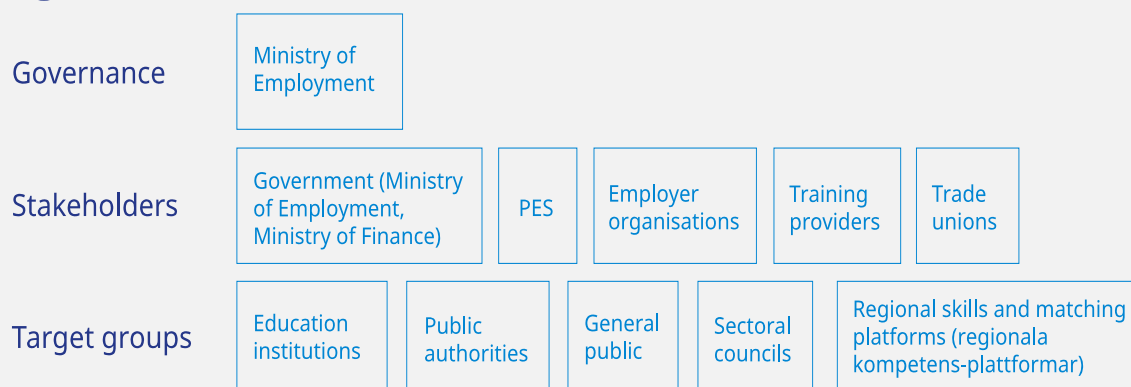 Governance
Ministry of
Employment
Stakeholders
Government (Ministry
of Employment,
Ministry of Finance)
PES
Employer
organisations
Training
providers
Trade
unions
Target groups
Education
institutions
Public
authorities
General
public
Sectoral
councils
Regional skills and matching
platforms (regionala
kompetens-plattformar)